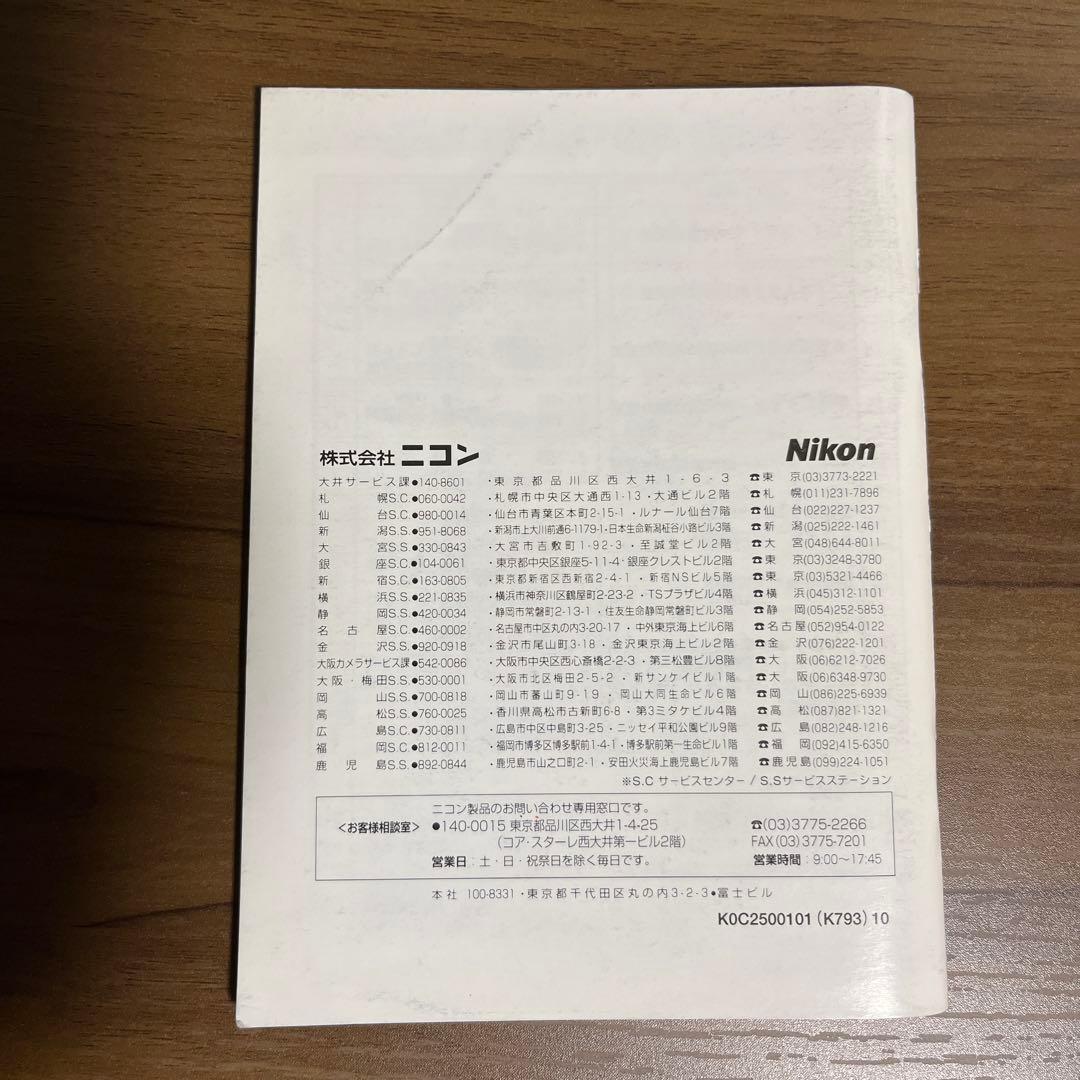 株式会社 ニコン Nikon
大井サービス課●140-8601 ・東京都品川区西大井1-6-3 ☎東京(03)3773-2221
札幌S.C.●060-0042 ・札幌市中央区大通西1-13・大通ビル2階 ☎札幌(011)231-7896
仙台S.C.●980-0014 ・仙台市青葉区本町2-15-1・ルナール仙台7階 ☎仙台(022)227-1237
新潟S.S.●951-8068 ・新潟市上大川前通6-1179-1・日本生命新潟柾谷小路ビル3階 ☎新潟(025)222-1461
大宮S.S.●330-0843 ・大宮市吉敷町1-92-3・至誠堂ビル2階 ☎大宮(048)644-8011
銀座S.C.●104-0061 ・東京都中央区銀座5-11-4・銀座クレストビル2階 ☎東京(03)3248-3780
新宿S.C.●163-0805 ・東京都新宿区西新宿2-4-1・新宿NSビル5階 ☎東京(03)5321-4466
横浜S.S.●221-0835 ・横浜市神奈川区鶴屋町2-23-2・TSプラザビル4階 ☎横浜(045)312-1101
静岡S.S.●420-0034 ・静岡市常磐町2-13-1・住友生命静岡常磐町ビル3階 ☎静岡(054)252-5853
名古屋S.C.●460-0002 ・名古屋市中区丸の内3-20-17・中外東京海上ビル6階 ☎名古屋(052)954-0122
金沢S.S.●920-0918 ・金沢市尾山町3-18・金沢東京海上ビル2階 ☎金沢(076)222-1201
大阪カメラサービス課●542-0086 ・大阪市中央区西心斎橋2-2-3・第三松豊ビル8階 ☎大阪(06)6212-7026
大阪・梅田S.S.●530-0001 ・大阪市北区梅田2-5-2・新サンケイビル1階 ☎大阪(06)6348-9730
岡山S.S.●700-0818 ・岡山市蕃山町9-19・岡山大同生命ビル6階 ☎岡山(086)225-6939
高松S.S.●760-0025 ・香川県高松市古新町6-8・第3ミタケビル4階 ☎高松(087)821-1321
広島S.C.●730-0811 ・広島市中区中島町3-25・ニッセイ平和公園ビル9階 ☎広島(082)248-1216
福岡S.C.●812-0011 ・福岡市博多区博多駅前1-4-1・博多駅前第一生命ビル1階 ☎福岡(092)415-6350
鹿児島S.S.●892-0844 ・鹿児島市山之口町2-1・安田火災海上鹿児島ビル7階 ☎鹿児島(099)224-1051
※S.C サービスセンター / S.Sサービスステーション
ニコン製品のお問い合わせ専用窓口です。
<お客様相談室> ●140-0015 東京都品川区西大井1-4-25 ☎(03)3775-2266
(コア・スターレ西大井第一ビル2階) FAX(03)3775-7201
営業日:土・日・祝祭日を除く毎日です。 営業時間:9:00〜17:45
本社 100-8331・東京都千代田区丸の内3-2-3●富士ビル
K0C2500101(K793)10